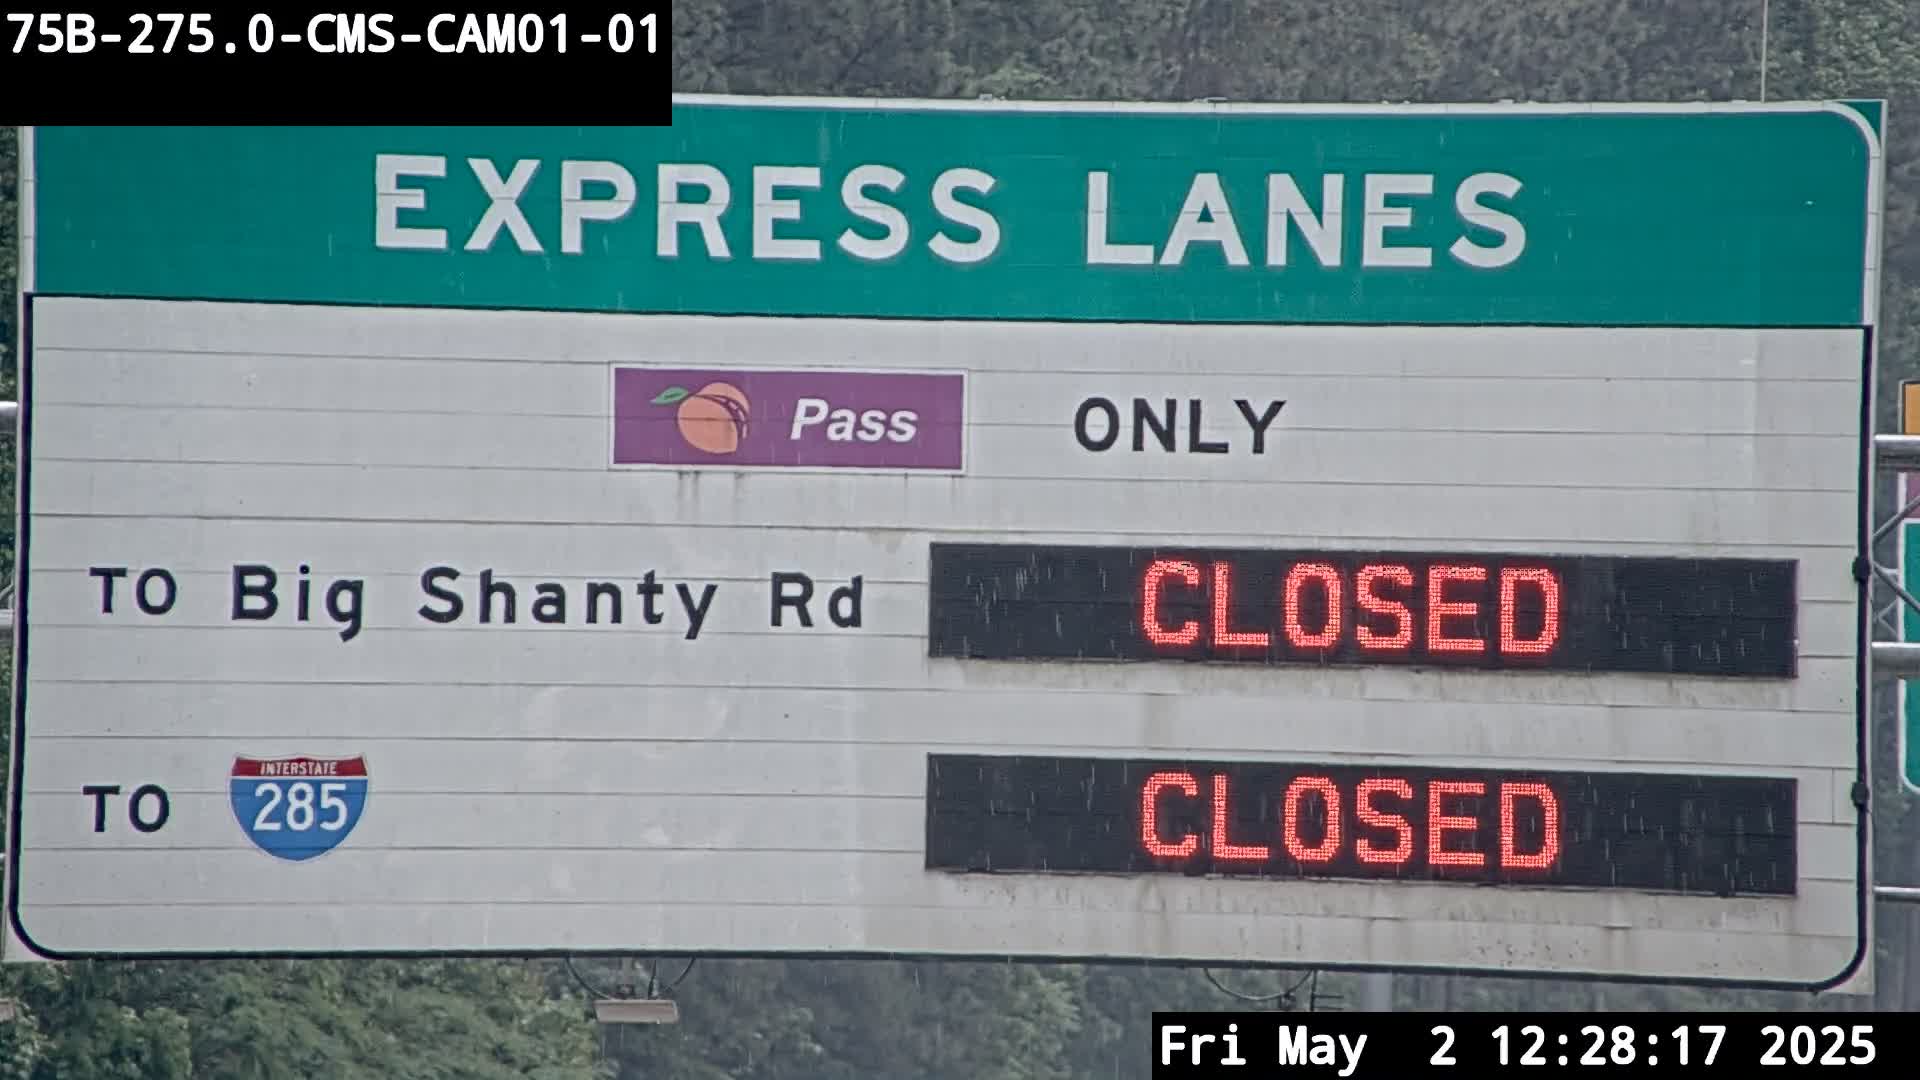 75B-275.0-CMS-CAM01-01
EXPRESS LANES
Pass ONLY
TO Big Shanty Rd CLOSED
TO INTERSTATE 285 CLOSED
Fri May 2 12:28:17 2025